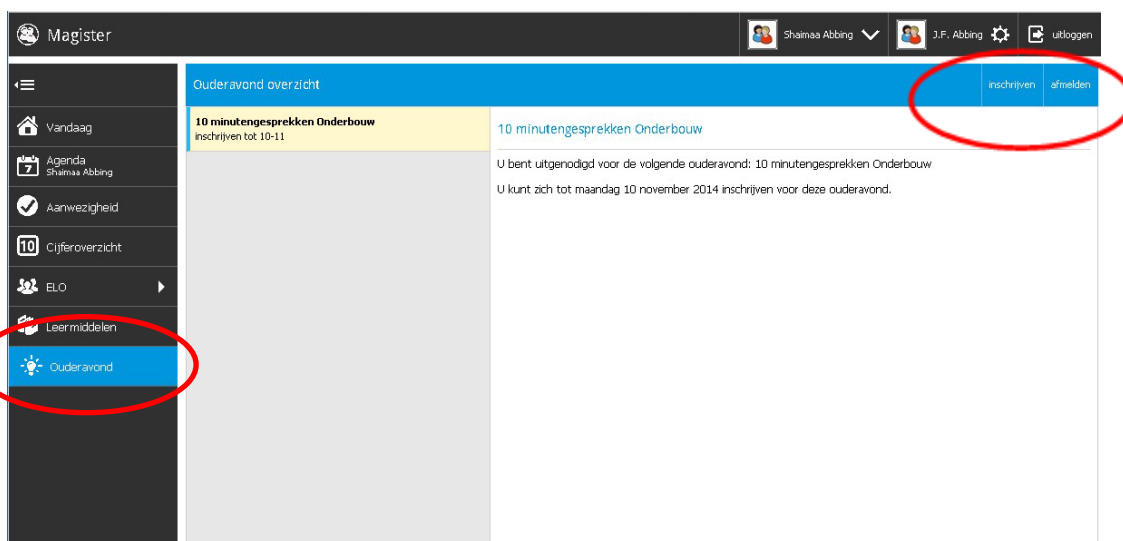 Magister
Shaimaa Abbing
J.F. Abbing
uitloggen
Ouderavond overzicht
inschrijven
afmelden
Vandaag
7
Agenda
Shaimaa Abbing
Aanwezigheid
10
Cijferoverzicht
ELO
Leermiddelen
Ouderavond
10 minutengesprekken Onderbouw
inschrijven tot 10-11
10 minutengesprekken Onderbouw
U bent uitgenodigd voor de volgende ouderavond: 10 minutengesprekken Onderbouw
U kunt zich tot maandag 10 november 2014 inschrijven voor deze ouderavond.